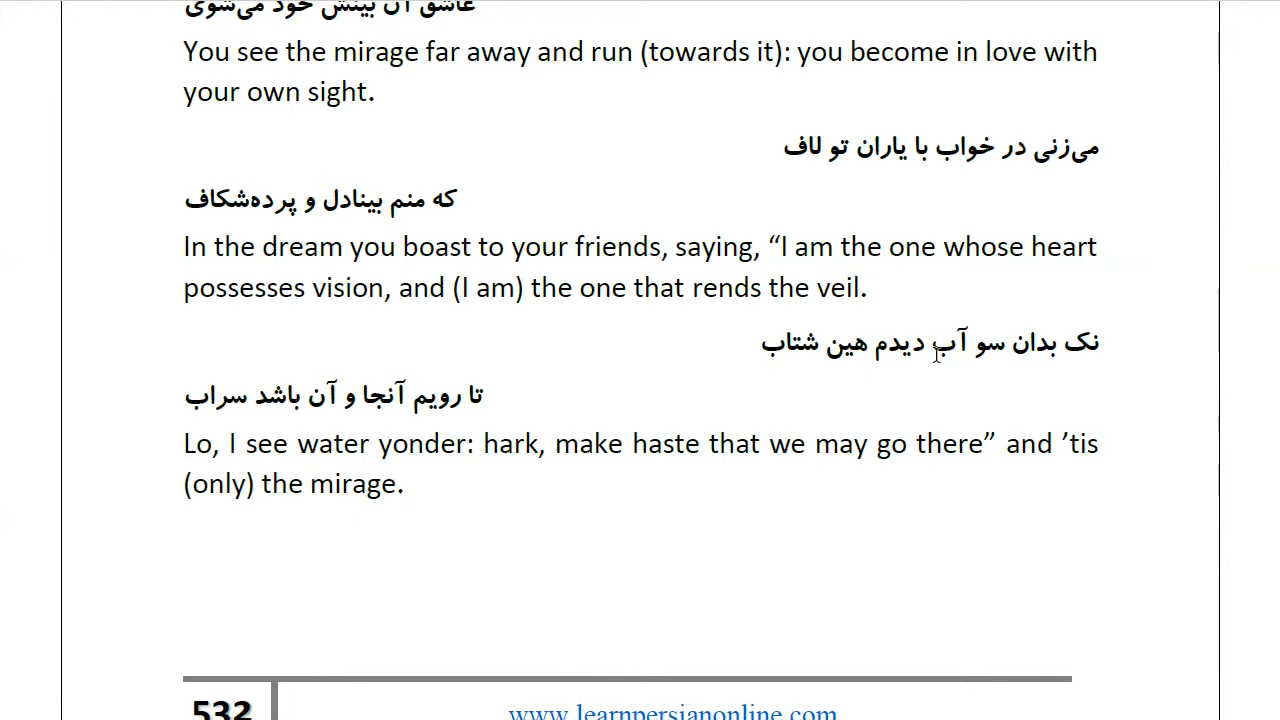 عاشق آن بینش خود می‌شوی
You see the mirage far away and run (towards it): you become in love with
your own sight.
می‌زنی در خواب با یاران تو لاف
که منم بینادل و پرده‌شکاف
In the dream you boast to your friends, saying, “I am the one whose heart
possesses vision, and (I am) the one that rends the veil.
نک بدان سو آب دیدم هین شتاب
تا رویم آنجا و آن باشد سراب
Lo, I see water yonder: hark, make haste that we may go there” and ’tis
(only) the mirage.
532
www.learnpersianonline.com